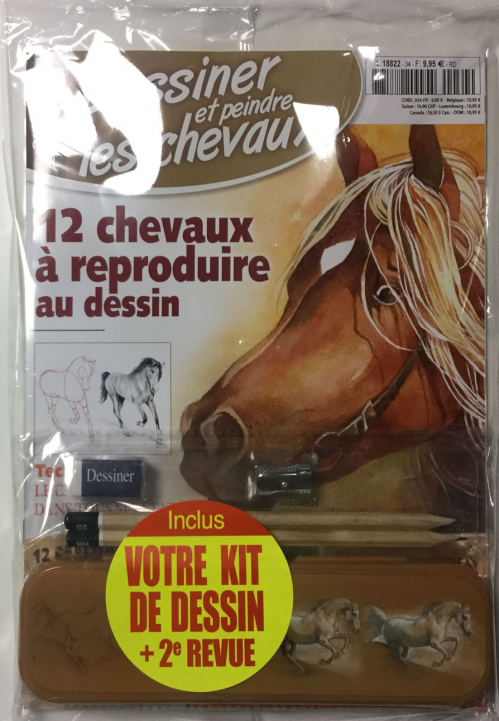 Dessiner
et peindre
les chevaux
L 18822 - 34 - F: 9,95 € - RD
12 chevaux
à reproduire
au dessin
Dessiner
Inclus
VOTRE KIT
DE DESSIN
+ 2e REVUE
12